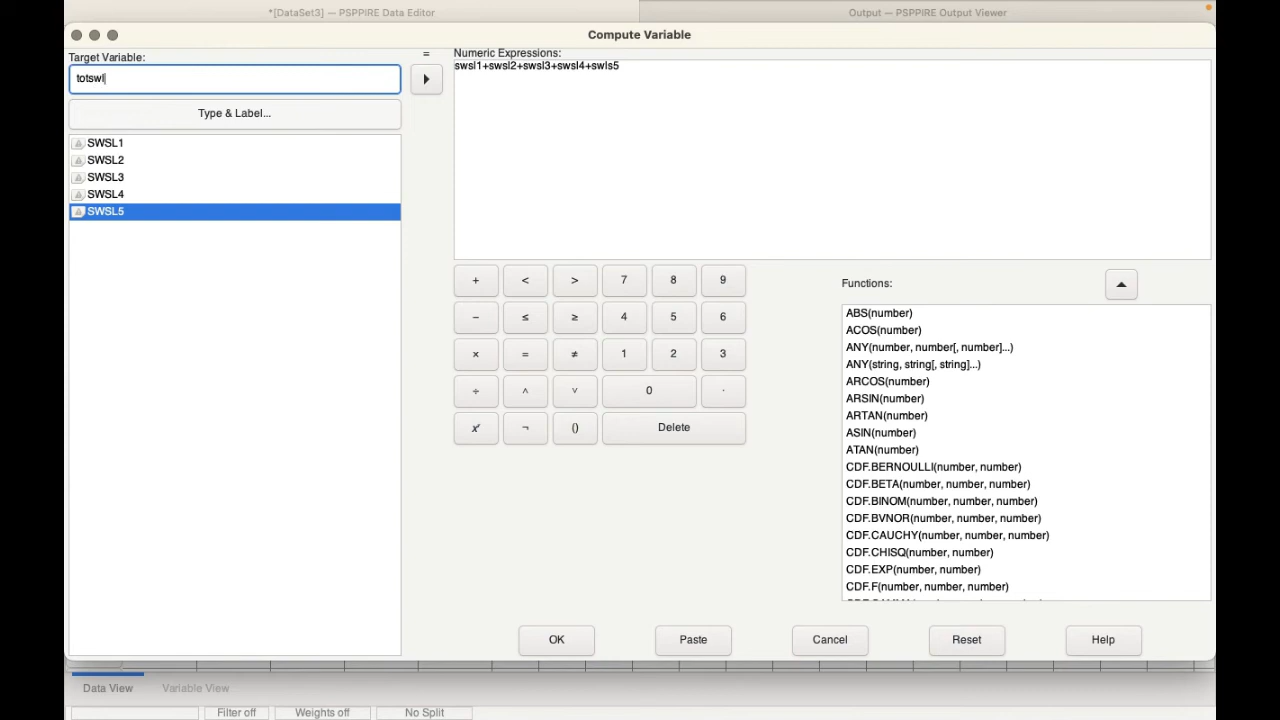 *[DataSet3] — PSPPIRE Data Editor
Output — PSPPIRE Output Viewer
Compute Variable
Target Variable:
=
Numeric Expressions:
totswl
swsl1+swsl2+swsl3+swsl4+swls5
Type & Label...
SWSL1
SWSL2
SWSL3
SWSL4
SWSL5
+ < > 7 8 9
− ≤ ≥ 4 5 6
× = ≠ 1 2 3
÷ ˄ ˅ 0 .
x² ¬ () Delete
Functions:
ABS(number)
ACOS(number)
ANY(number, number[, number]...)
ANY(string, string[, string]...)
ARCOS(number)
ARSIN(number)
ARTAN(number)
ASIN(number)
ATAN(number)
CDF.BERNOULLI(number, number)
CDF.BETA(number, number, number)
CDF.BINOM(number, number, number)
CDF.BVNOR(number, number, number)
CDF.CAUCHY(number, number, number)
CDF.CHISQ(number, number)
CDF.EXP(number, number)
CDF.F(number, number, number)
OK
Paste
Cancel
Reset
Help
Data View
Variable View
Filter off
Weights off
No Split